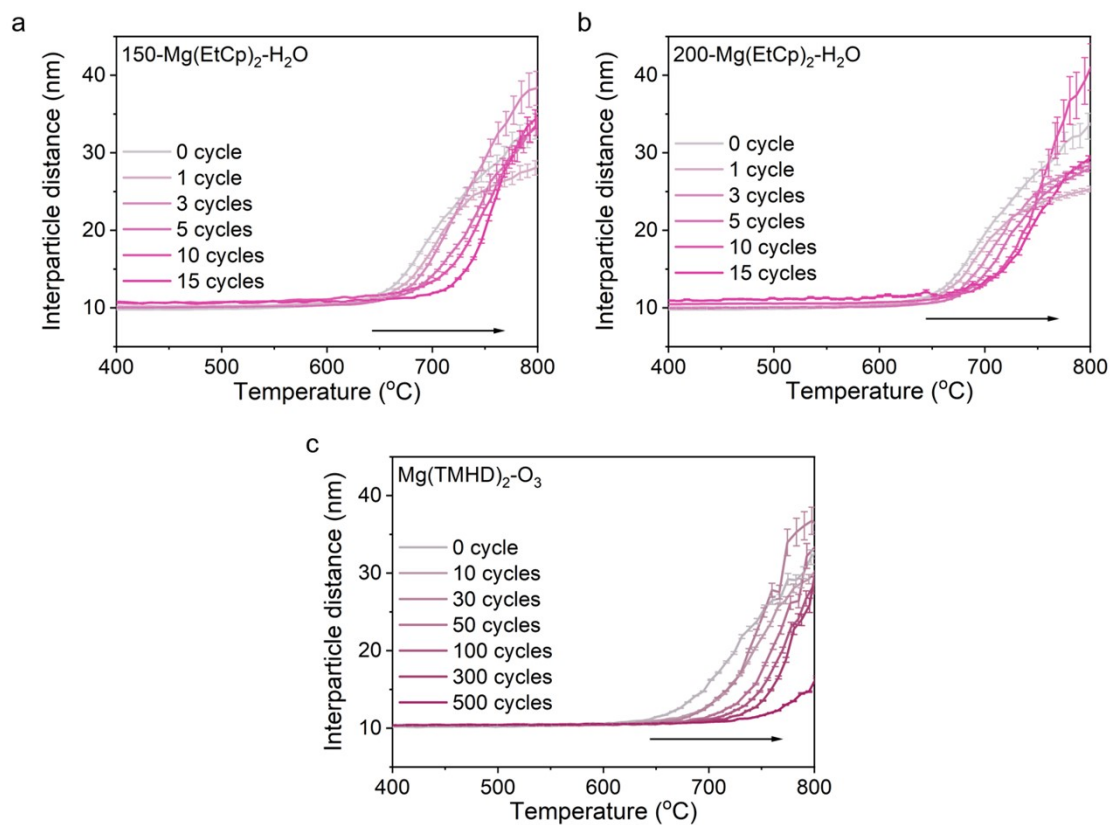 a
150-Mg(EtCp)₂-H₂O
Interparticle distance (nm)
40
30
20
10
0 cycle
1 cycle
3 cycles
5 cycles
10 cycles
15 cycles
400 500 600 700 800
Temperature (°C)
b
200-Mg(EtCp)₂-H₂O
Interparticle distance (nm)
40
30
20
10
0 cycle
1 cycle
3 cycles
5 cycles
10 cycles
15 cycles
400 500 600 700 800
Temperature (°C)
c
Mg(TMHD)₂-O₃
Interparticle distance (nm)
40
30
20
10
0 cycle
10 cycles
30 cycles
50 cycles
100 cycles
300 cycles
500 cycles
400 500 600 700 800
Temperature (°C)